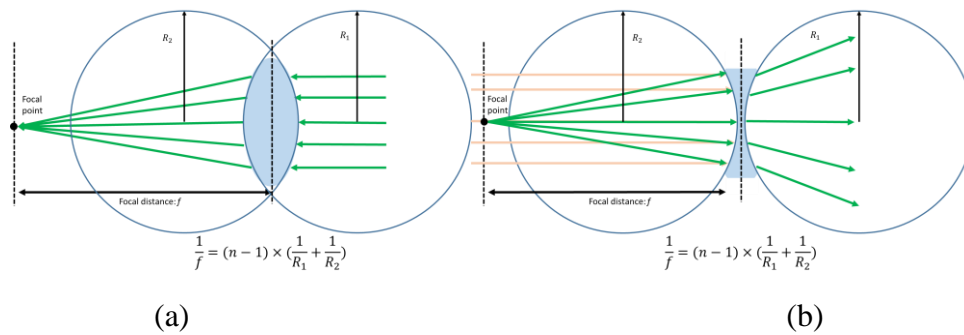 R₂
R₁
Focal
point
Focal distance: f
1/f = (n − 1) × (1/R₁ + 1/R₂)
(a)
R₂
R₁
Focal
point
Focal distance: f
1/f = (n − 1) × (1/R₁ + 1/R₂)
(b)